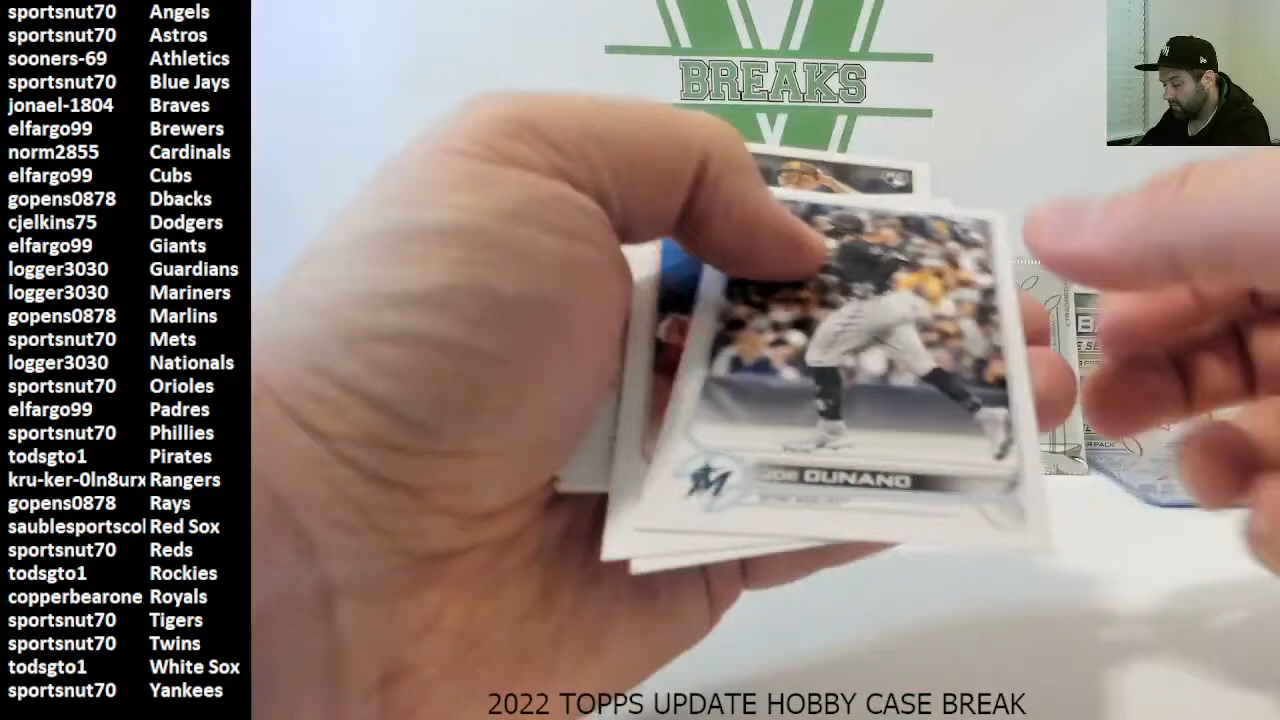 sportsnut70 Angels
sportsnut70 Astros
sooners-69 Athletics
sportsnut70 Blue Jays
jonael-1804 Braves
elfargo99 Brewers
norm2855 Cardinals
elfargo99 Cubs
gopens0878 Dbacks
cjelkins75 Dodgers
elfargo99 Giants
logger3030 Guardians
logger3030 Mariners
gopens0878 Marlins
sportsnut70 Mets
logger3030 Nationals
sportsnut70 Orioles
elfargo99 Padres
sportsnut70 Phillies
todsgto1 Pirates
kru-ker-0ln8urx Rangers
gopens0878 Rays
saublesportscol Red Sox
sportsnut70 Reds
todsgto1 Rockies
copperbearone Royals
sportsnut70 Tigers
sportsnut70 Twins
todsgto1 White Sox
sportsnut70 Yankees
BREAKS
JOE DUNAND
M
2022 TOPPS UPDATE HOBBY CASE BREAK